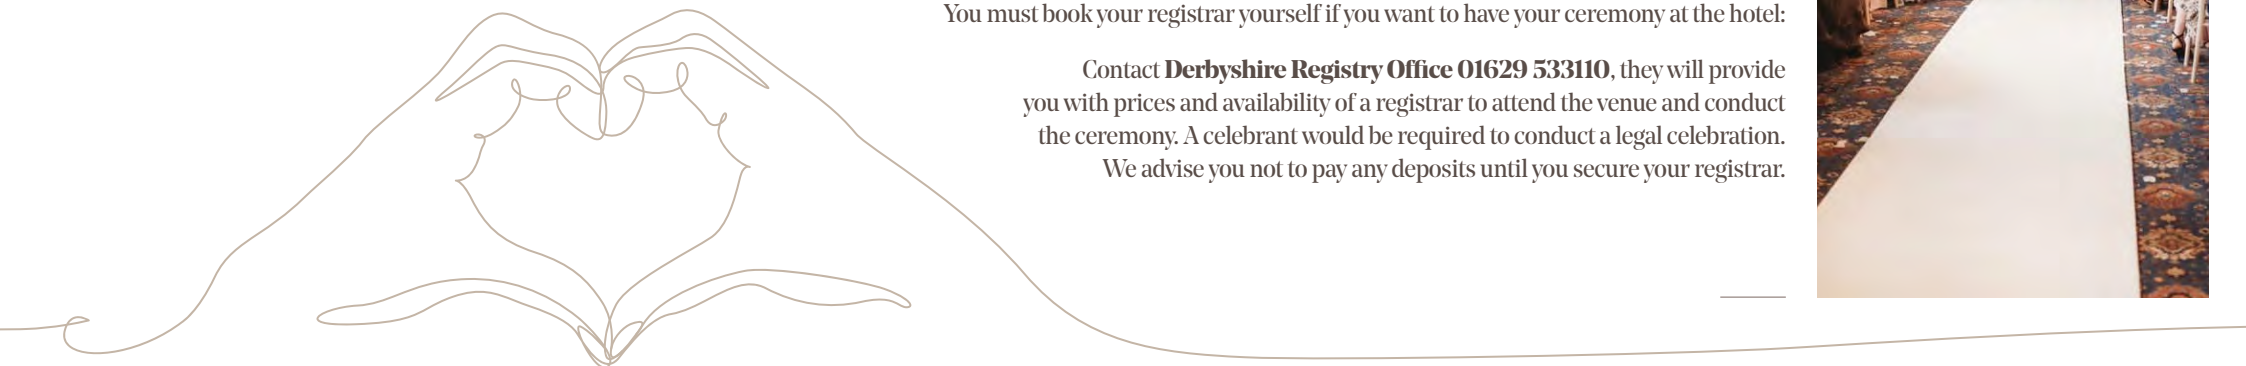 You must book your registrar yourself if you want to have your ceremony at the hotel:
Contact Derbyshire Registry Office 01629 533110, they will provide
you with prices and availability of a registrar to attend the venue and conduct
the ceremony. A celebrant would be required to conduct a legal celebration.
We advise you not to pay any deposits until you secure your registrar.